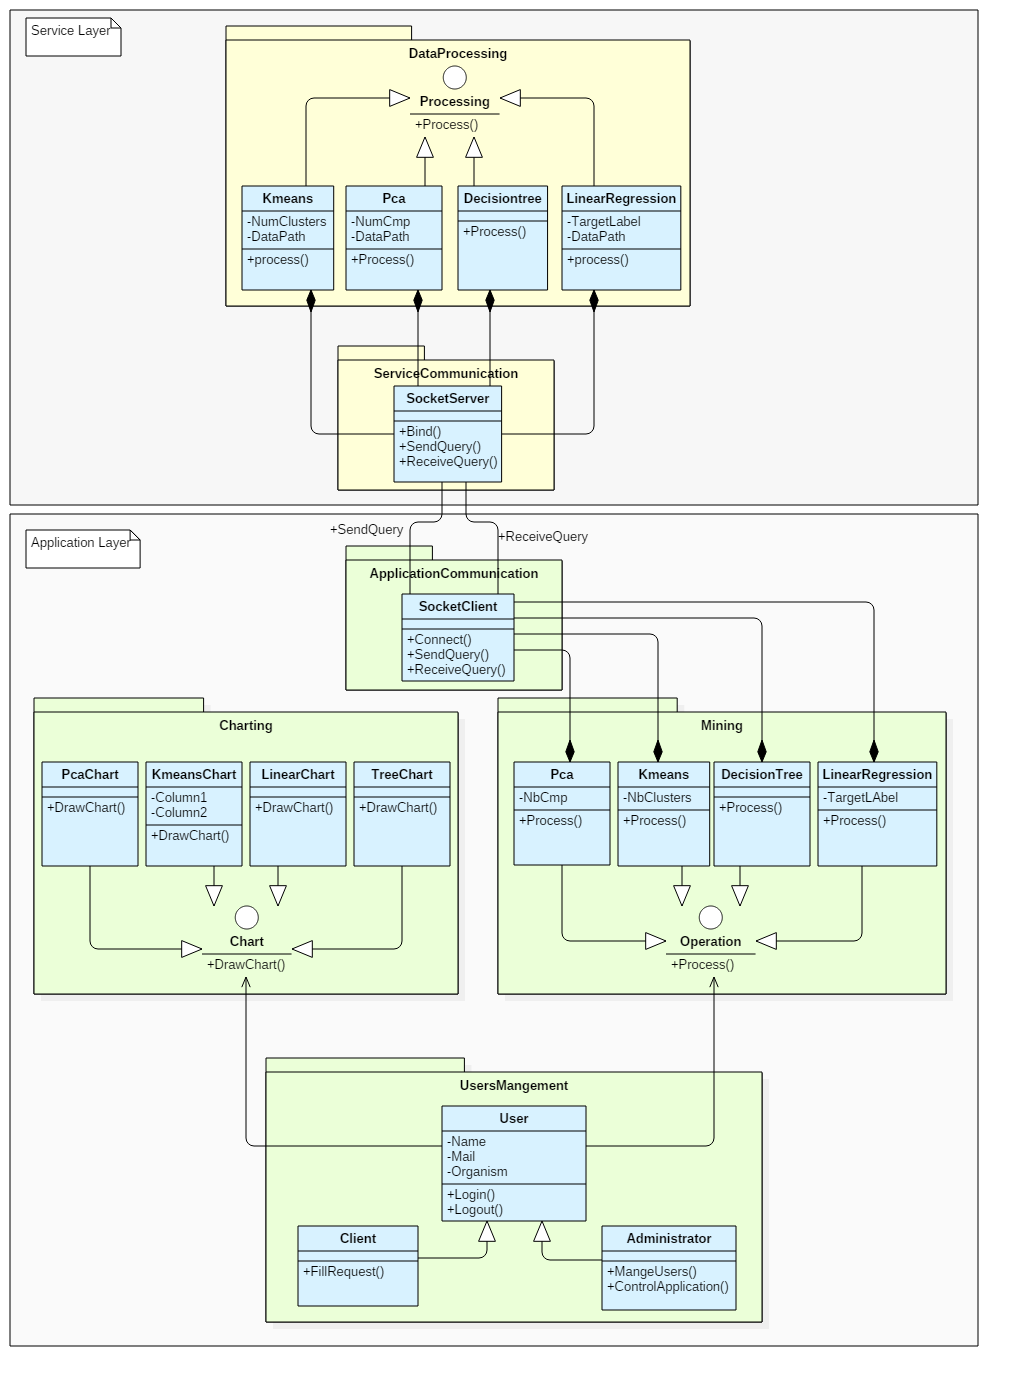 Service Layer
DataProcessing
Processing
+Process()
Kmeans
-NumClusters
-DataPath
+process()
Pca
-NumCmp
-DataPath
+Process()
Decisiontree
+Process()
LinearRegression
-TargetLabel
-DataPath
+process()
ServiceCommunication
SocketServer
+Bind()
+SendQuery()
+ReceiveQuery()
+SendQuery
+ReceiveQuery
Application Layer
ApplicationCommunication
SocketClient
+Connect()
+SendQuery()
+ReceiveQuery()
Charting
PcaChart
+DrawChart()
KmeansChart
-Column1
-Column2
+DrawChart()
LinearChart
+DrawChart()
TreeChart
+DrawChart()
Chart
+DrawChart()
Mining
Pca
-NbCmp
+Process()
Kmeans
-NbClusters
+Process()
DecisionTree
+Process()
LinearRegression
-TargetLAbel
+Process()
Operation
+Process()
UsersMangement
User
-Name
-Mail
-Organism
+Login()
+Logout()
Client
+FillRequest()
Administrator
+MangeUsers()
+ControlApplication()